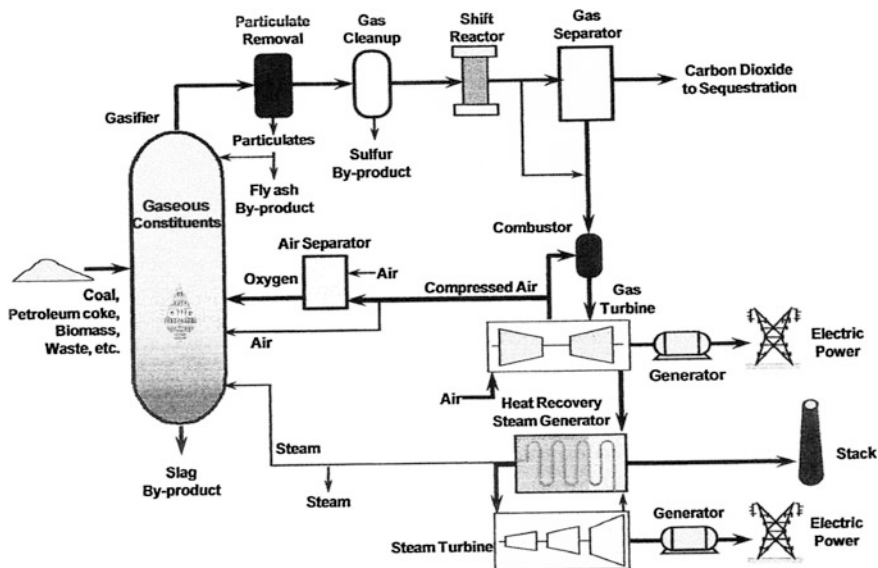 Particulate
Removal
Gas
Cleanup
Shift
Reactor
Gas
Separator
Carbon Dioxide
to Sequestration
Gasifier
Particulates
Sulfur
By-product
Fly ash
By-product
Gaseous
Constituents
Combustor
Air Separator
Air
Oxygen
Compressed Air
Gas
Turbine
Coal,
Petroleum coke,
Biomass,
Waste, etc.
Air
Electric
Power
Generator
Air
Heat Recovery
Steam Generator
Steam
Stack
Slag
By-product
Steam
Generator
Electric
Power
Steam Turbine